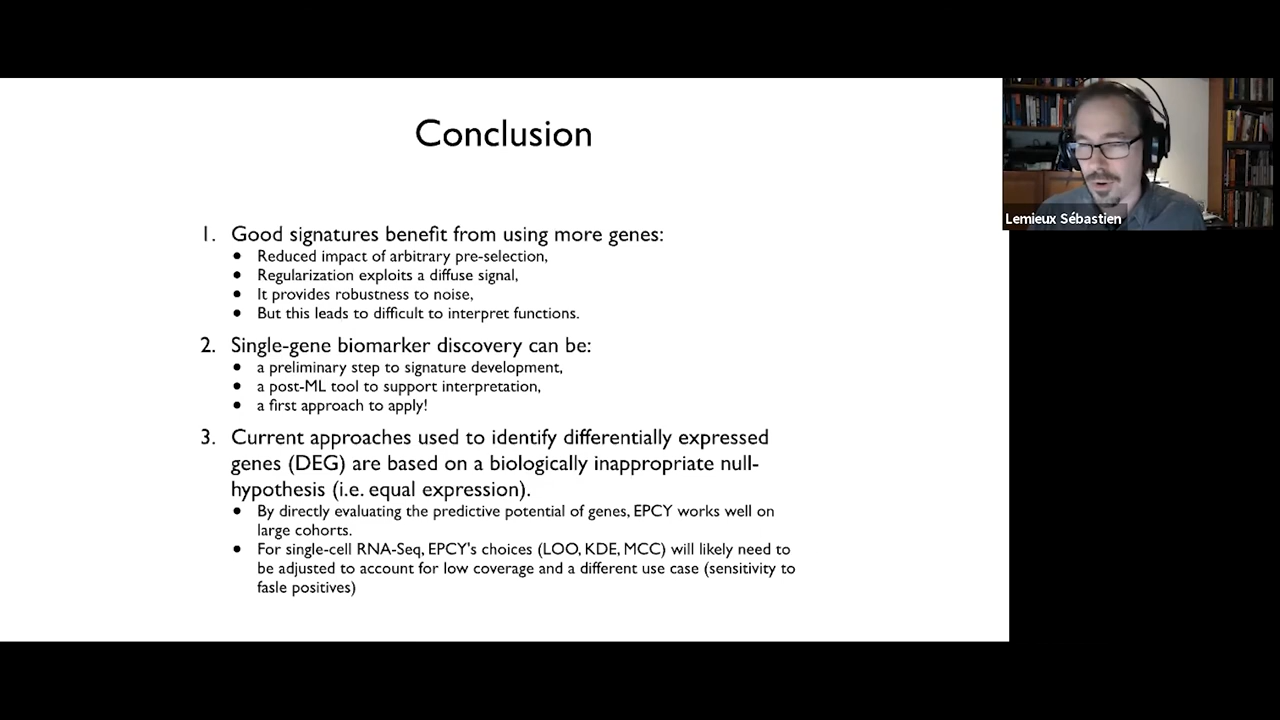 Conclusion
1. Good signatures benefit from using more genes:
• Reduced impact of arbitrary pre-selection,
• Regularization exploits a diffuse signal,
• It provides robustness to noise,
• But this leads to difficult to interpret functions.
2. Single-gene biomarker discovery can be:
• a preliminary step to signature development,
• a post-ML tool to support interpretation,
• a first approach to apply!
3. Current approaches used to identify differentially expressed
genes (DEG) are based on a biologically inappropriate null-
hypothesis (i.e. equal expression).
• By directly evaluating the predictive potential of genes, EPCY works well on
large cohorts.
• For single-cell RNA-Seq, EPCY's choices (LOO, KDE, MCC) will likely need to
be adjusted to account for low coverage and a different use case (sensitivity to
fasle positives)
Lemieux Sébastien